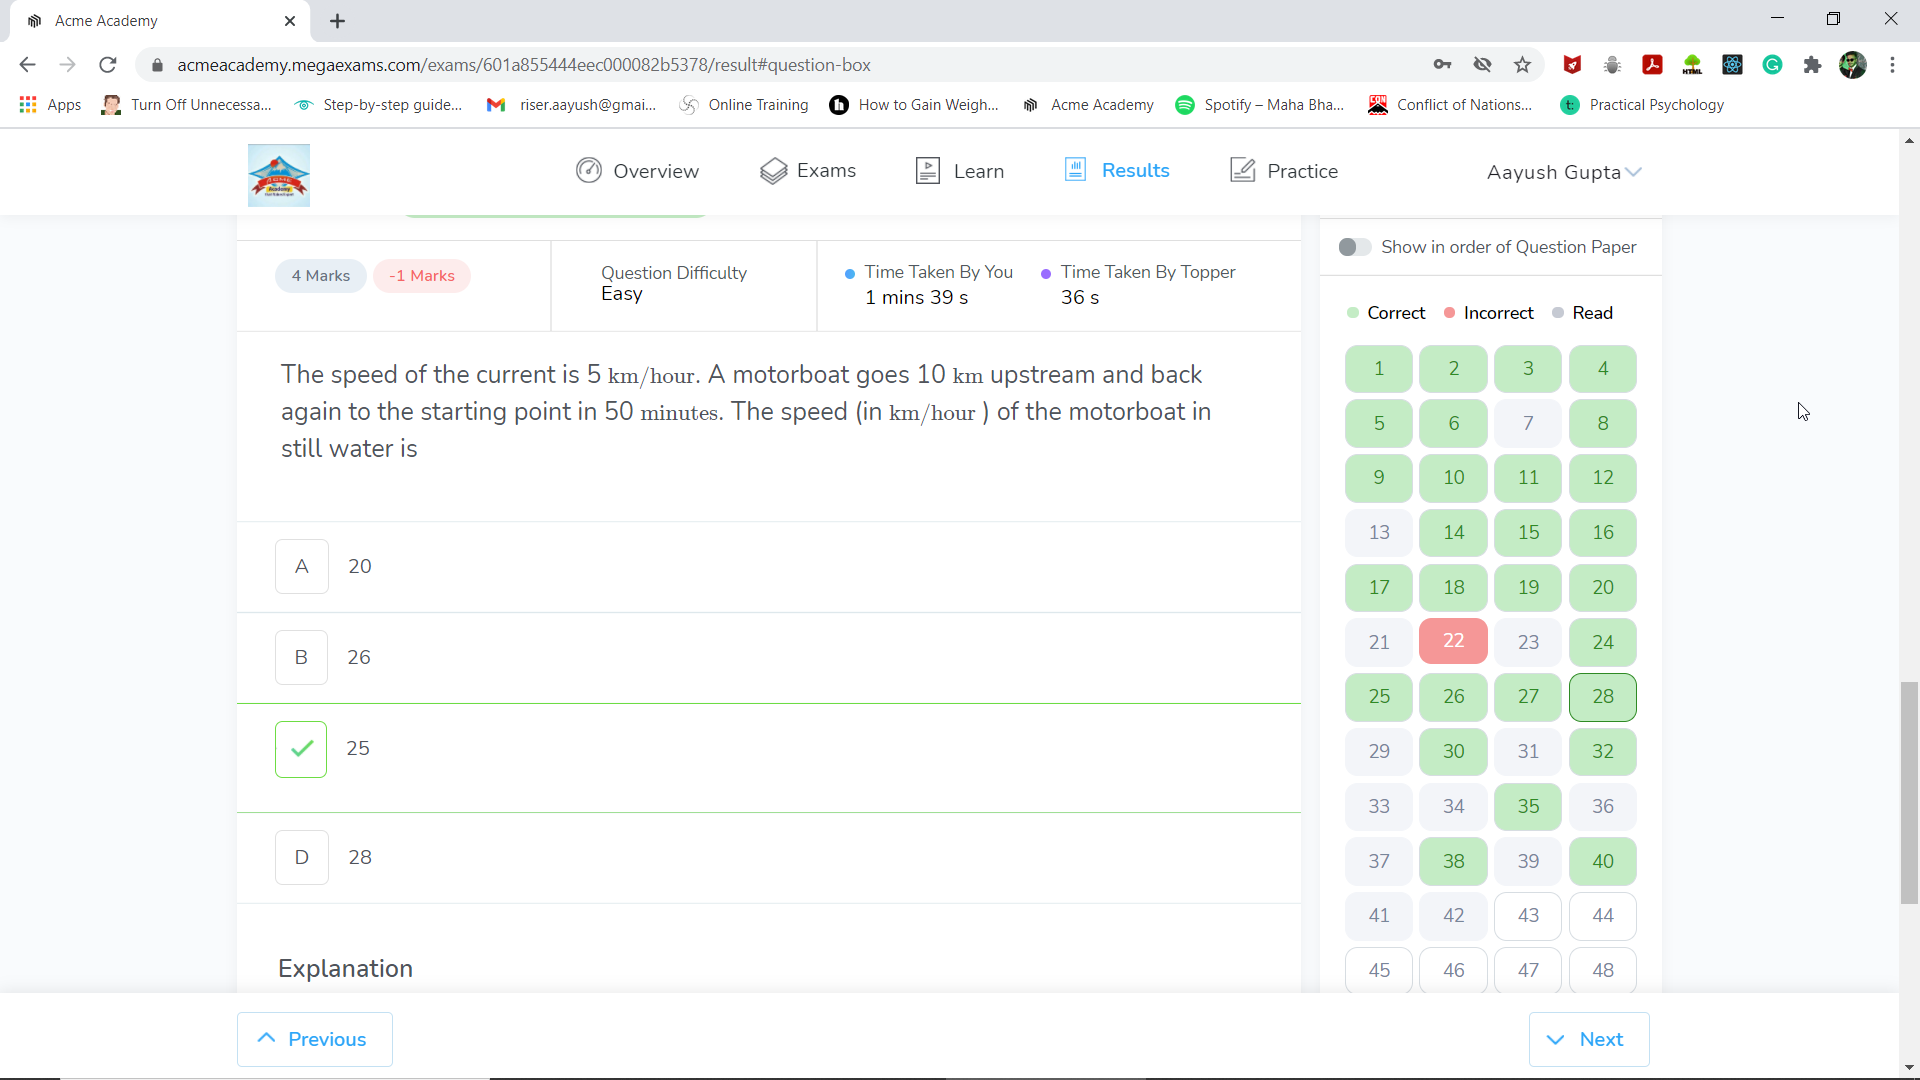 Acme Academy
acmeacademy.megaexams.com/exams/601a855444eec000082b5378/result#question-box
Apps Turn Off Unnecessa... Step-by-step guide... riser.aayush@gmai... Online Training How to Gain Weigh... Acme Academy Spotify – Maha Bha... Conflict of Nations... Practical Psychology
Overview Exams Learn Results Practice Aayush Gupta
4 Marks -1 Marks
Question Difficulty
Easy
Time Taken By You
1 mins 39 s
Time Taken By Topper
36 s
The speed of the current is 5 km/hour. A motorboat goes 10 km upstream and back
again to the starting point in 50 minutes. The speed (in km/hour ) of the motorboat in
still water is
A 20
B 26
25
D 28
Explanation
Previous
Show in order of Question Paper
Correct Incorrect Read
1 2 3 4
5 6 7 8
9 10 11 12
13 14 15 16
17 18 19 20
21 22 23 24
25 26 27 28
29 30 31 32
33 34 35 36
37 38 39 40
41 42 43 44
45 46 47 48
Next